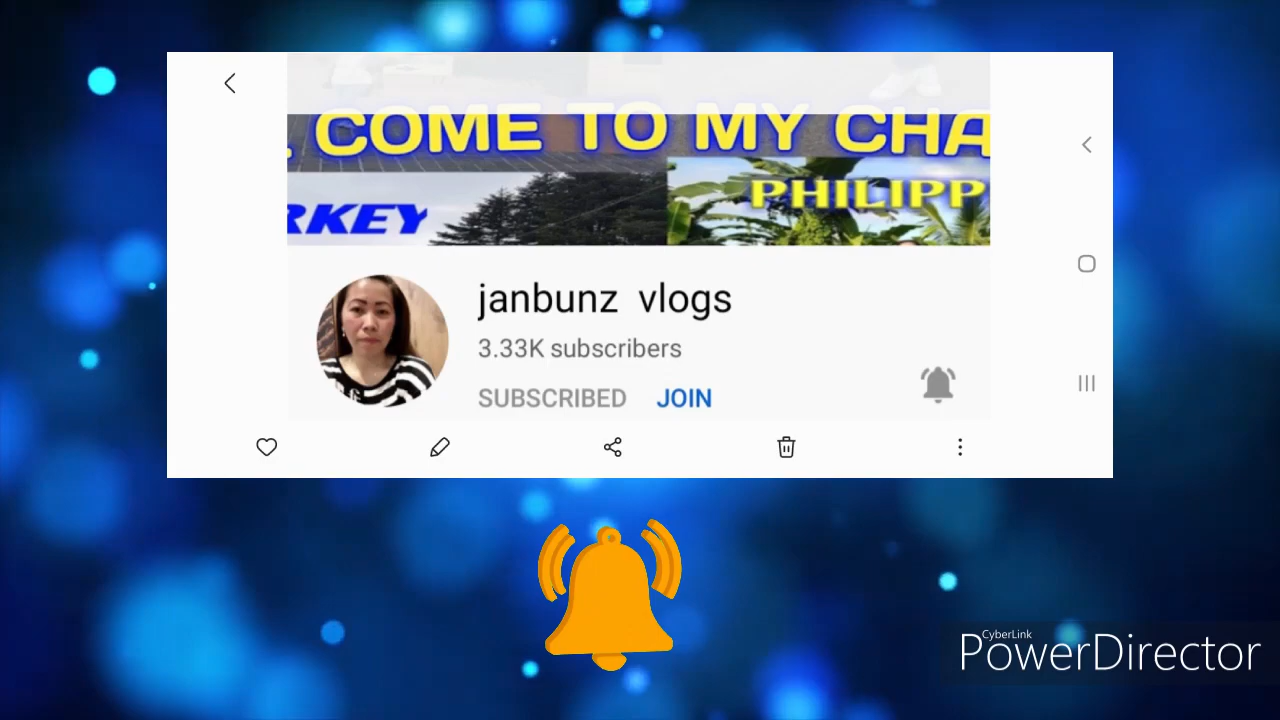 COME TO MY CHA
RKEY
PHILIPP
janbunz vlogs
3.33K subscribers
SUBSCRIBED JOIN
CyberLink
PowerDirector